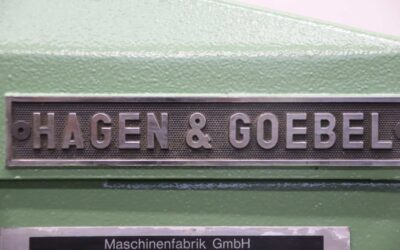 HAGEN & GOEBEL
Maschinenfabrik GmbH